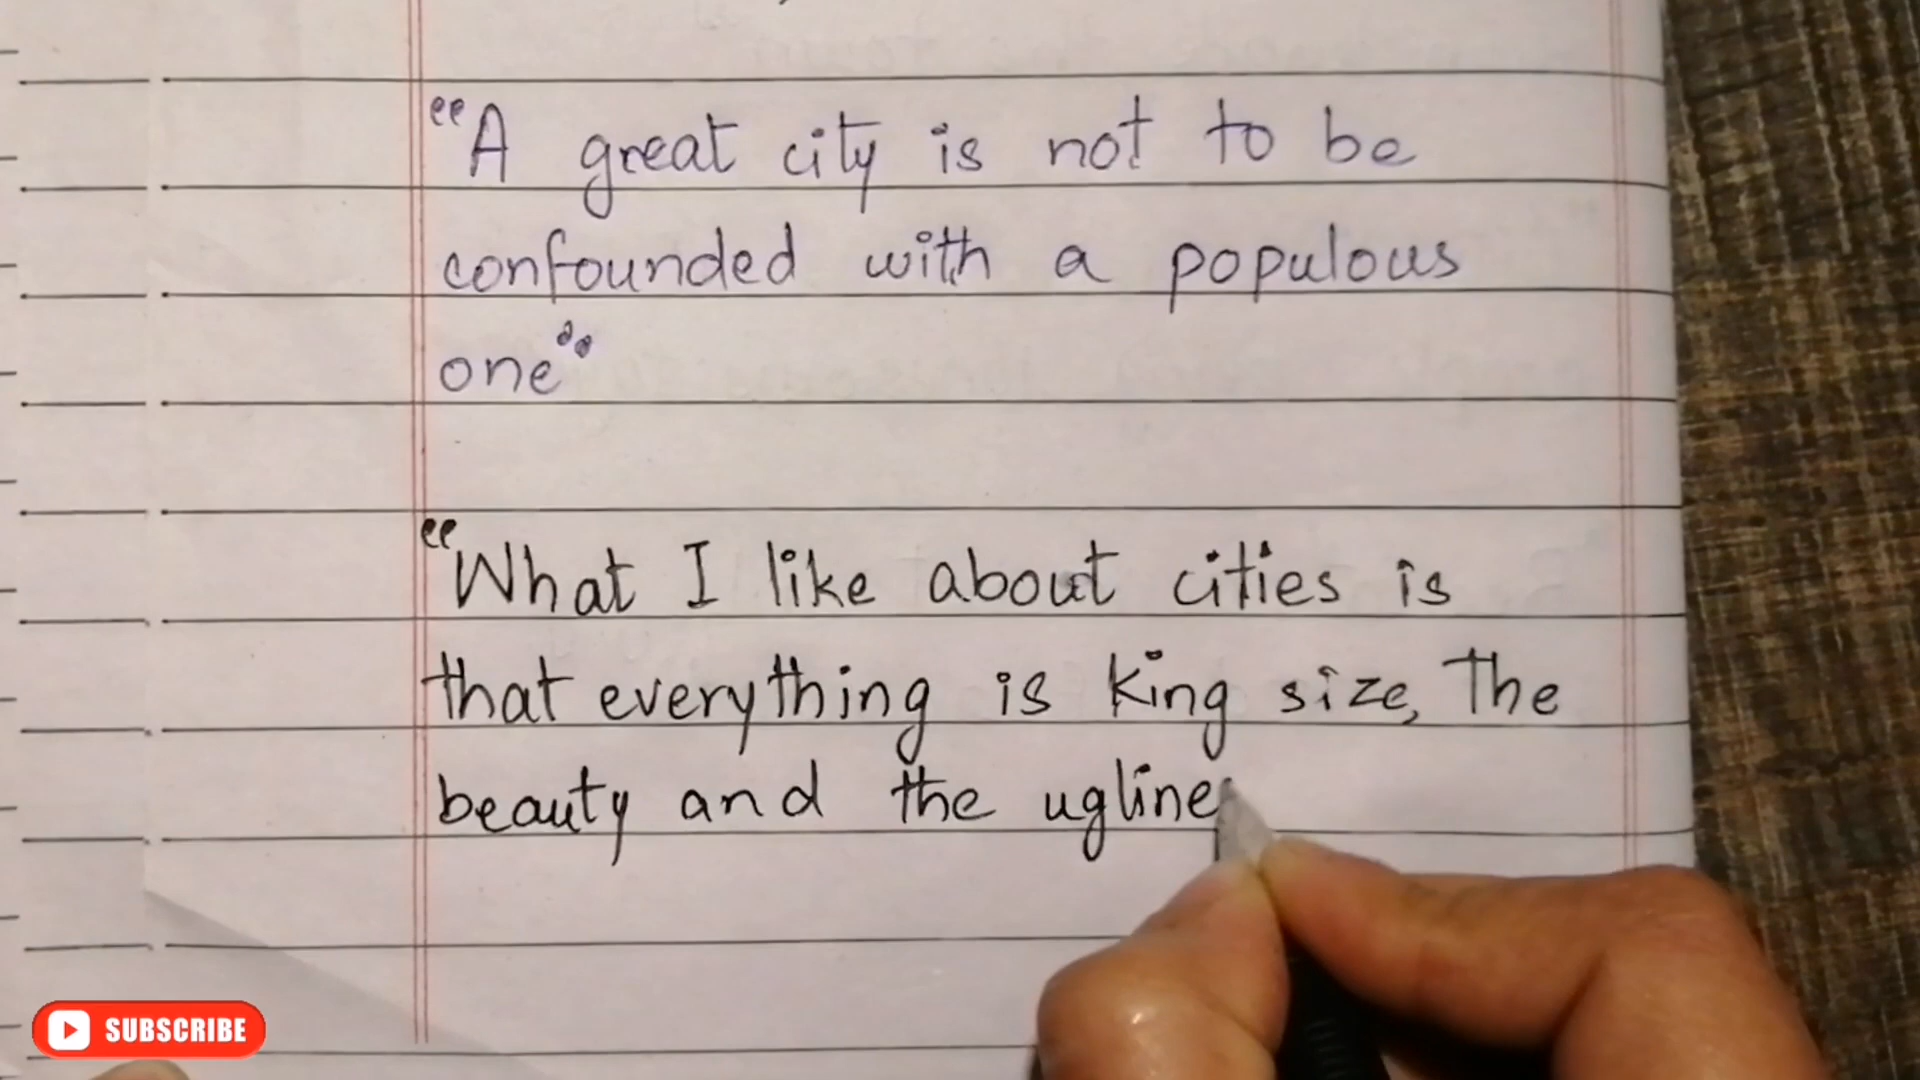 “A great city is not to be
confounded with a populous
one”
“What I like about cities is
that everything is king size, The
beauty and the ugline
SUBSCRIBE